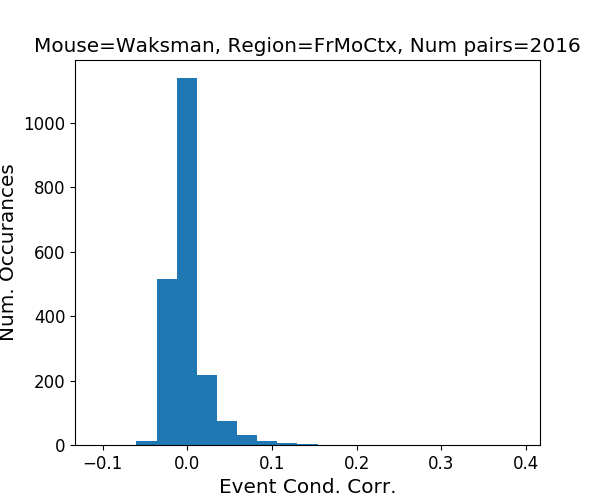 Mouse=Waksman, Region=FrMoCtx, Num pairs=2016
Num. Occurances
1000
800
600
400
200
0
−0.1 0.0 0.1 0.2 0.3 0.4
Event Cond. Corr.